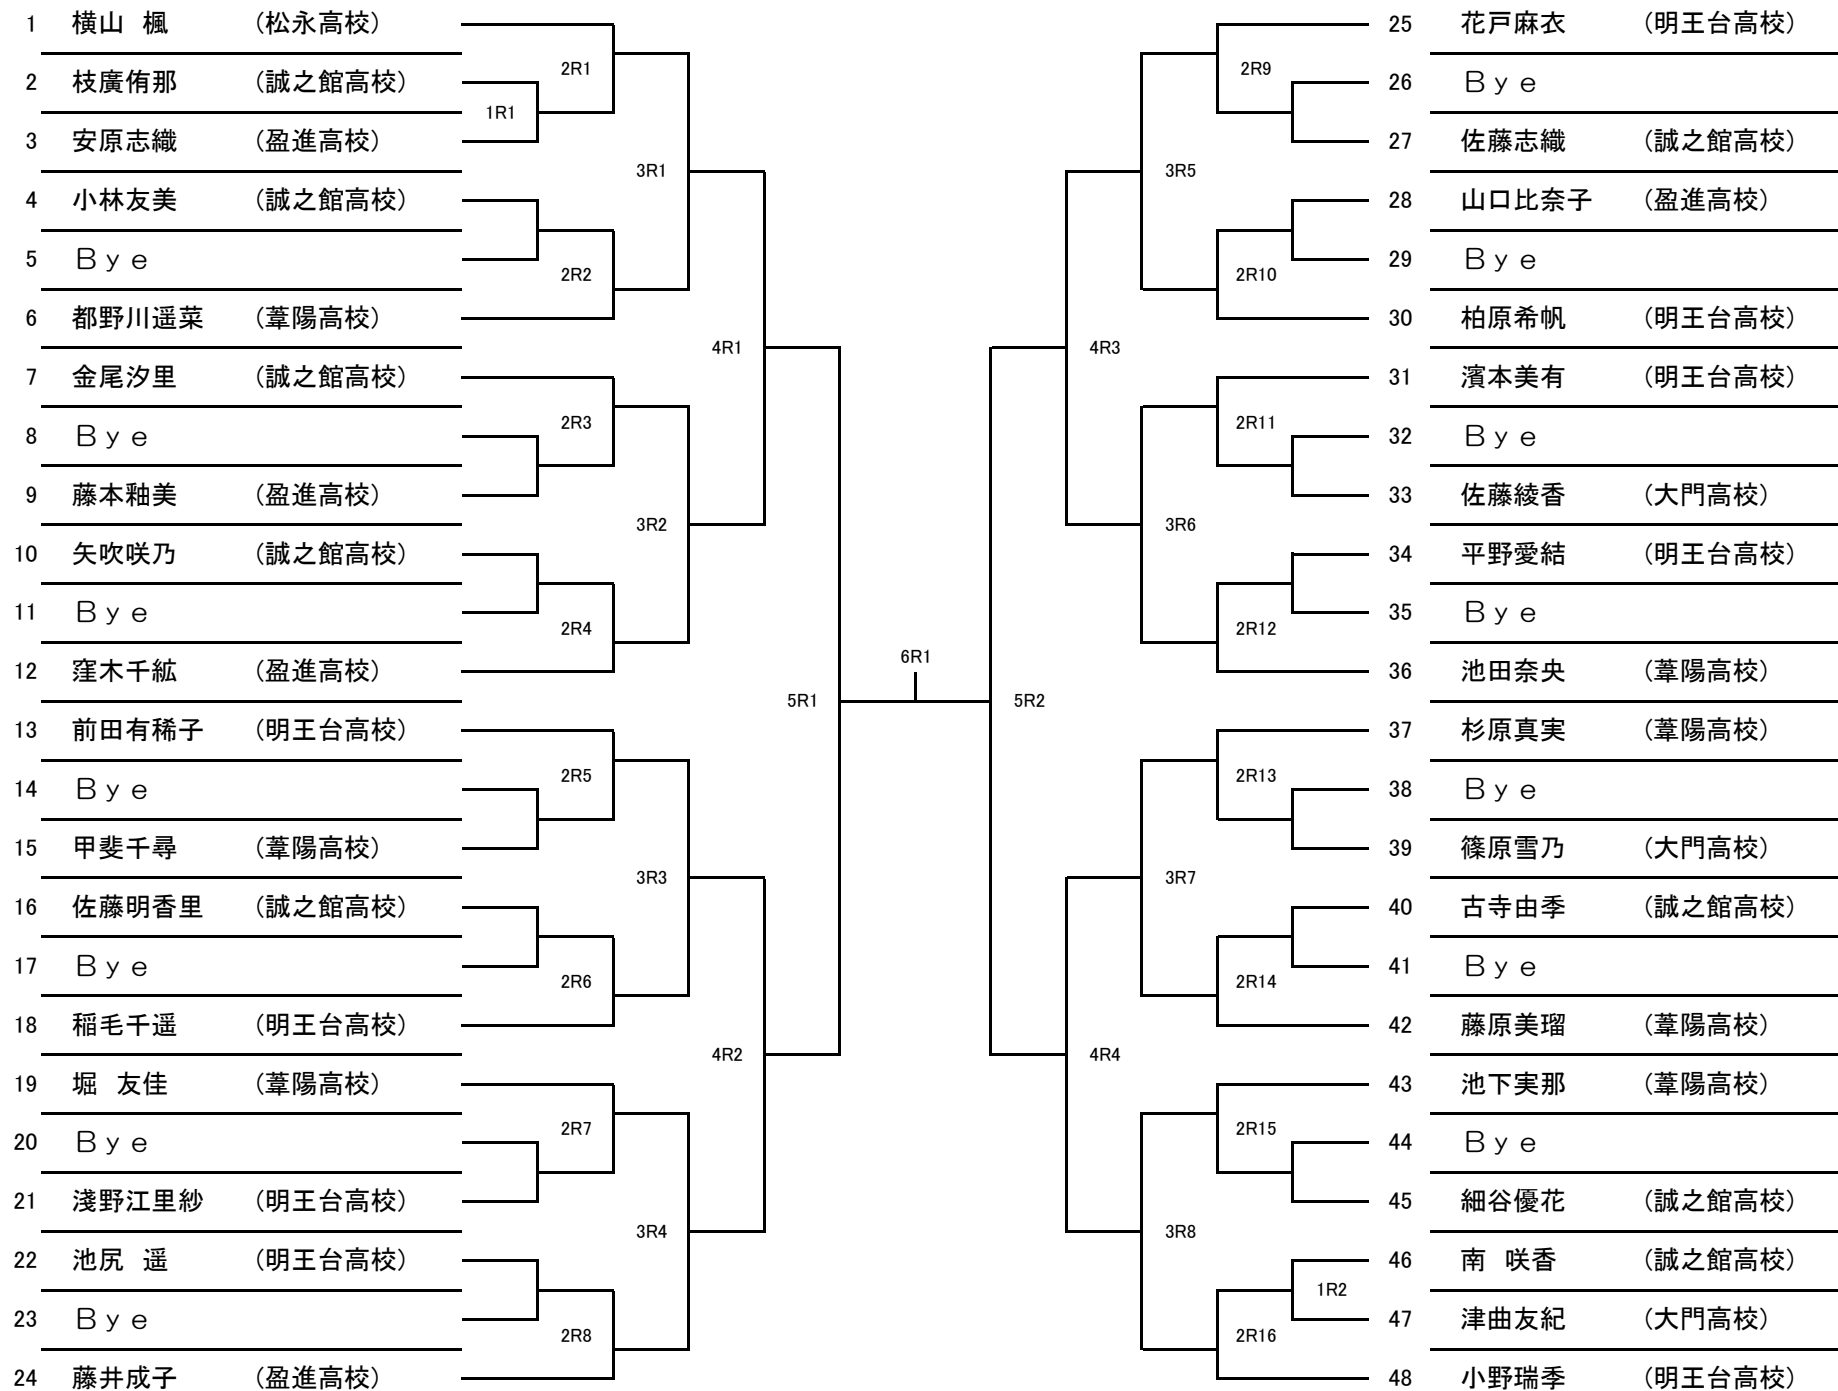 1 横山 楓 (松永高校)
2 枝廣侑那 (誠之館高校)
3 安原志織 (盈進高校)
4 小林友美 (誠之館高校)
5 Bye
6 都野川遥菜 (葦陽高校)
7 金尾汐里 (誠之館高校)
8 Bye
9 藤本釉美 (盈進高校)
10 矢吹咲乃 (誠之館高校)
11 Bye
12 窪木千紘 (盈進高校)
13 前田有稀子 (明王台高校)
14 Bye
15 甲斐千尋 (葦陽高校)
16 佐藤明香里 (誠之館高校)
17 Bye
18 稲毛千遥 (明王台高校)
19 堀 友佳 (葦陽高校)
20 Bye
21 淺野江里紗 (明王台高校)
22 池尻 遥 (明王台高校)
23 Bye
24 藤井成子 (盈進高校)
1R1
2R1
2R2
2R3
2R4
2R5
2R6
2R7
2R8
3R1
3R2
3R3
3R4
4R1
4R2
5R1
6R1
5R2
4R3
4R4
3R5
3R6
3R7
3R8
2R9
2R10
2R11
2R12
2R13
2R14
2R15
2R16
1R2
25 花戸麻衣 (明王台高校)
26 Bye
27 佐藤志織 (誠之館高校)
28 山口比奈子 (盈進高校)
29 Bye
30 柏原希帆 (明王台高校)
31 濱本美有 (明王台高校)
32 Bye
33 佐藤綾香 (大門高校)
34 平野愛結 (明王台高校)
35 Bye
36 池田奈央 (葦陽高校)
37 杉原真実 (葦陽高校)
38 Bye
39 篠原雪乃 (大門高校)
40 古寺由季 (誠之館高校)
41 Bye
42 藤原美瑠 (葦陽高校)
43 池下実那 (葦陽高校)
44 Bye
45 細谷優花 (誠之館高校)
46 南 咲香 (誠之館高校)
47 津曲友紀 (大門高校)
48 小野瑞季 (明王台高校)